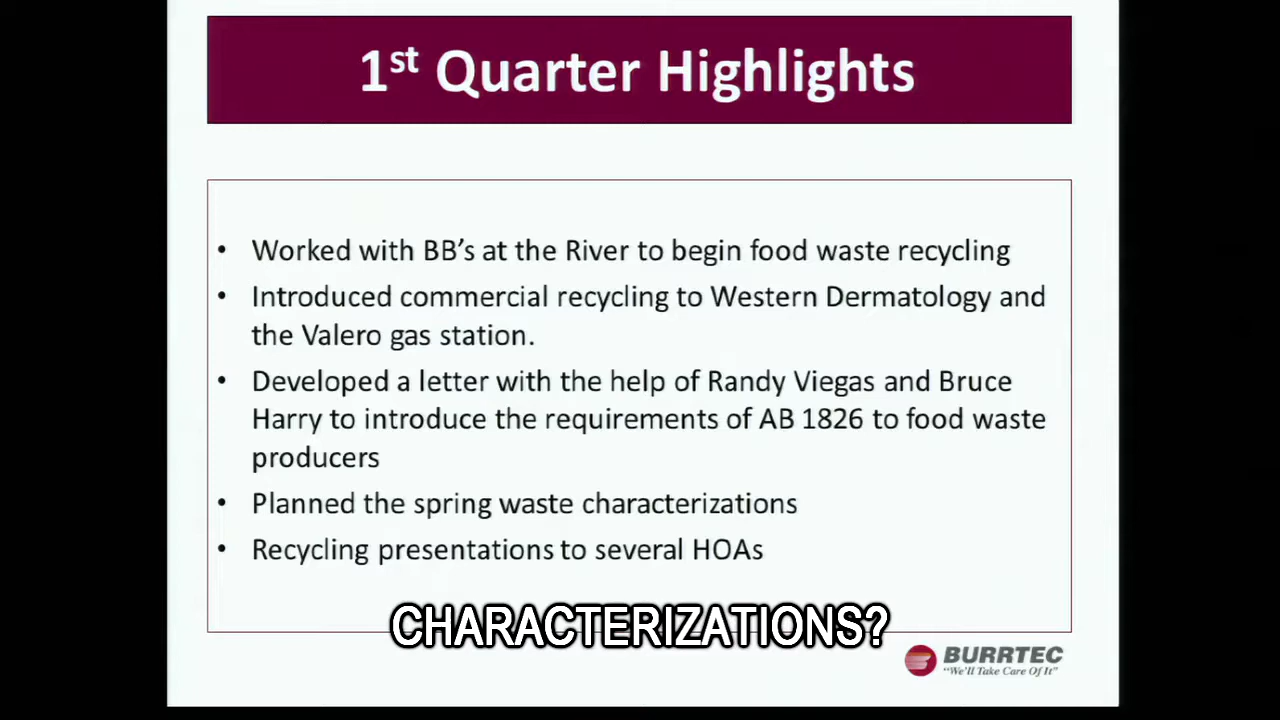 1st Quarter Highlights
• Worked with BB's at the River to begin food waste recycling
• Introduced commercial recycling to Western Dermatology and
the Valero gas station.
• Developed a letter with the help of Randy Viegas and Bruce
Harry to introduce the requirements of AB 1826 to food waste
producers
• Planned the spring waste characterizations
• Recycling presentations to several HOAs
CHARACTERIZATIONS?
BURRTEC
"We'll Take Care Of It"